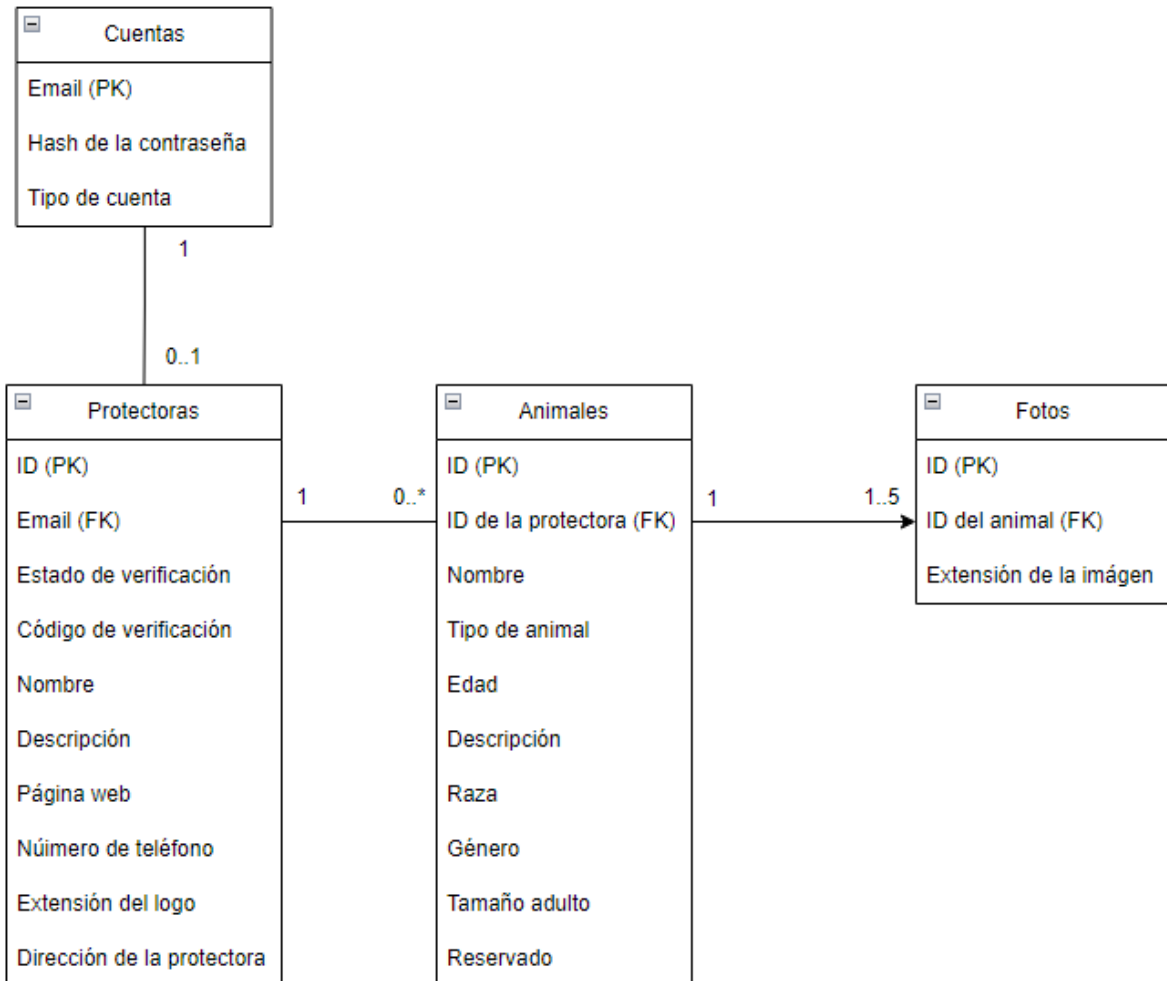 Cuentas
Email (PK)
Hash de la contraseña
Tipo de cuenta
1
0..1
Protectoras
ID (PK)
Email (FK)
Estado de verificación
Código de verificación
Nombre
Descripción
Página web
Núimero de teléfono
Extensión del logo
Dirección de la protectora
1
0..*
Animales
ID (PK)
ID de la protectora (FK)
Nombre
Tipo de animal
Edad
Descripción
Raza
Género
Tamaño adulto
Reservado
1
1..5
Fotos
ID (PK)
ID del animal (FK)
Extensión de la imágen